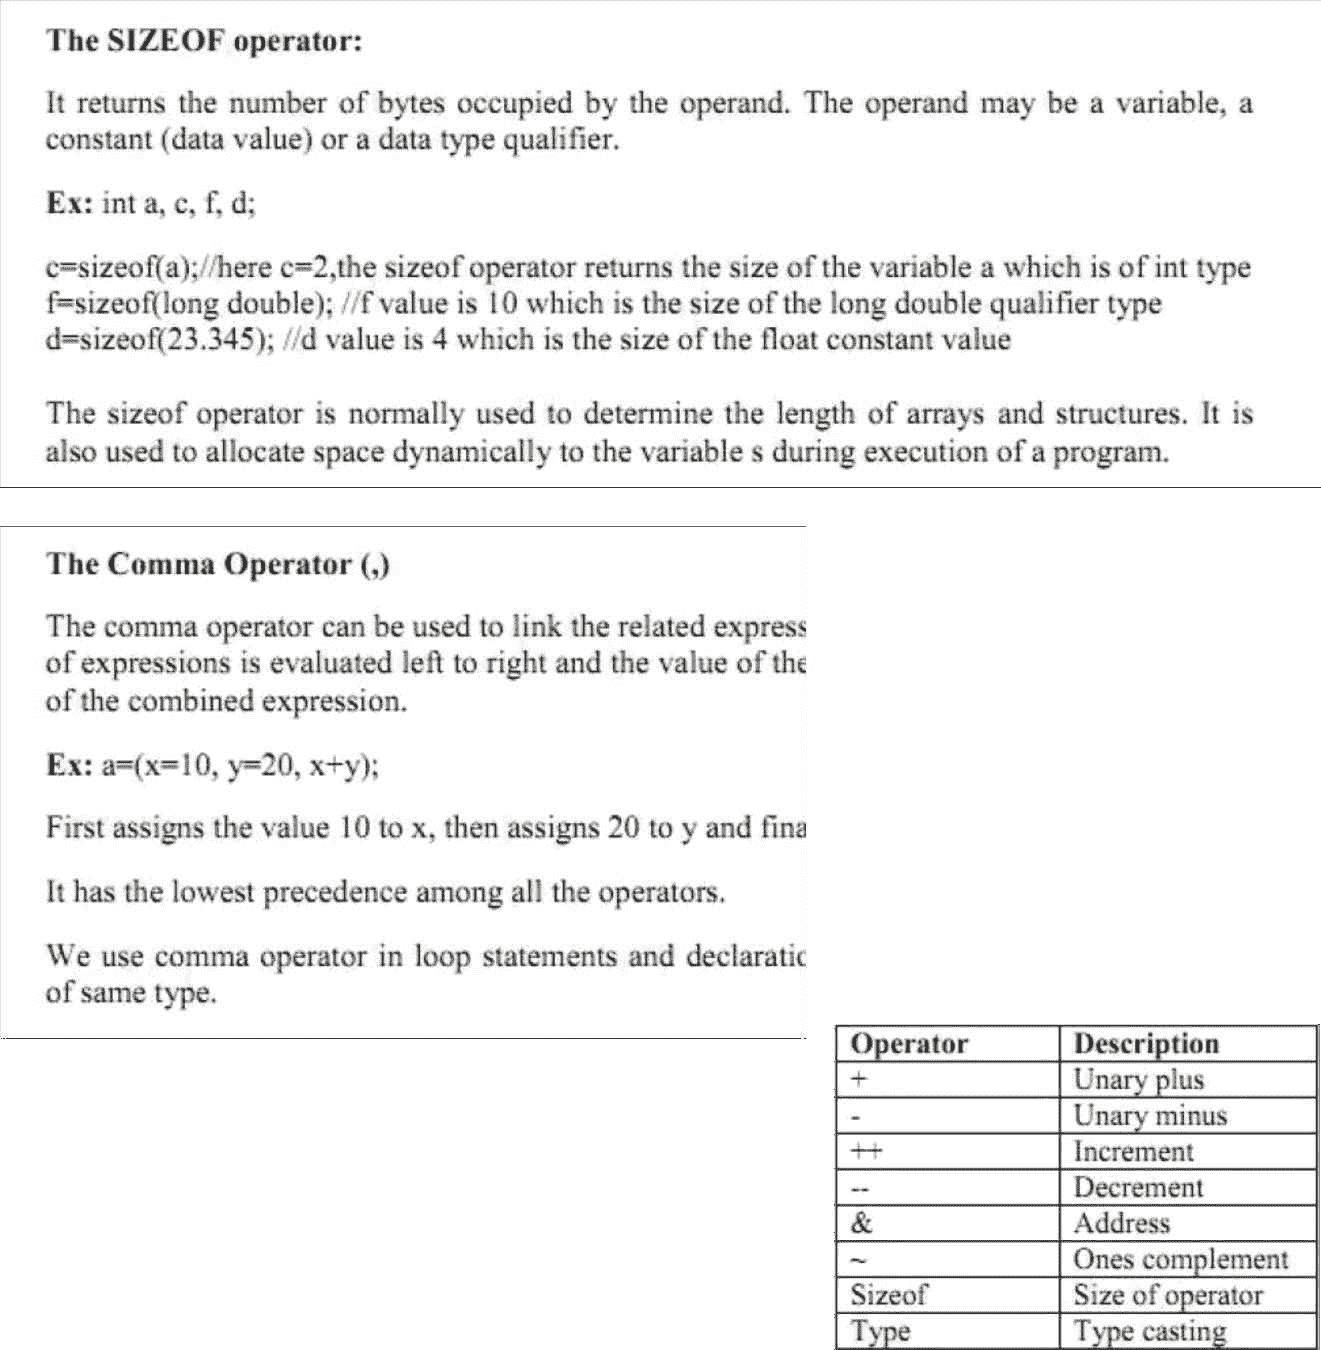 The SIZEOF operator:
It returns the number of bytes occupied by the operand. The operand may be a variable, a
constant (data value) or a data type qualifier.
Ex: int a, c, f, d;
c=sizeof(a);//here c=2,the sizeof operator returns the size of the variable a which is of int type
f=sizeof(long double); //f value is 10 which is the size of the long double qualifier type
d=sizeof(23.345); //d value is 4 which is the size of the float constant value
The sizeof operator is normally used to determine the length of arrays and structures. It is
also used to allocate space dynamically to the variable s during execution of a program.
The Comma Operator (,)
The comma operator can be used to link the related express
of expressions is evaluated left to right and the value of the
of the combined expression.
Ex: a=(x=10, y=20, x+y);
First assigns the value 10 to x, then assigns 20 to y and fina
It has the lowest precedence among all the operators.
We use comma operator in loop statements and declaratic
of same type.
Operator Description
+ Unary plus
- Unary minus
++ Increment
-- Decrement
& Address
~ Ones complement
Sizeof Size of operator
Type Type casting